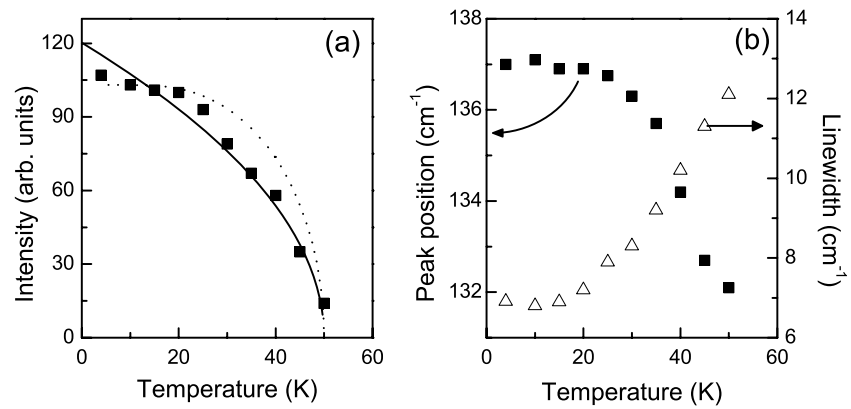 (a)
120
90
60
30
0
0 20 40 60
Intensity (arb. units)
Temperature (K)
(b)
138
136
134
132
0 20 40 60
Peak position (cm⁻¹)
Temperature (K)
14
12
10
8
6
Linewidth (cm⁻¹)